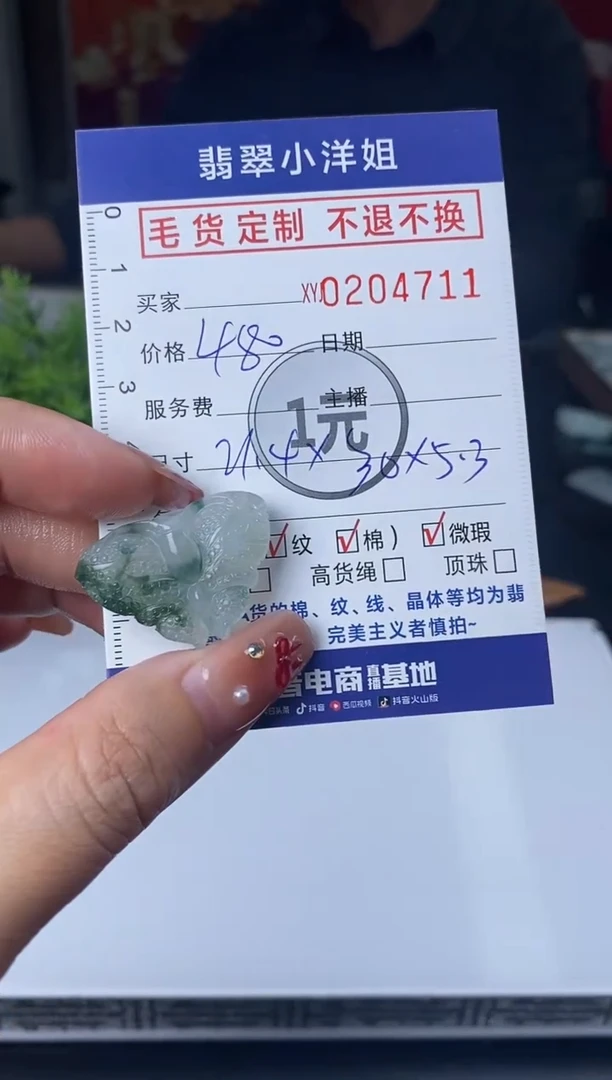 翡翠小洋姐
毛货定制 不退不换
0
1
2
3
买家 XYJ0204711
价格 480 日期
服务费 主播
1元
尺寸 21.4×36×5.3
纹 棉） 微瑕
高货绳 顶珠
货的棉、纹、线、晶体等均为翡
完美主义者慎拍~
电商直播基地
头条 抖音 西瓜视频 抖音火山版